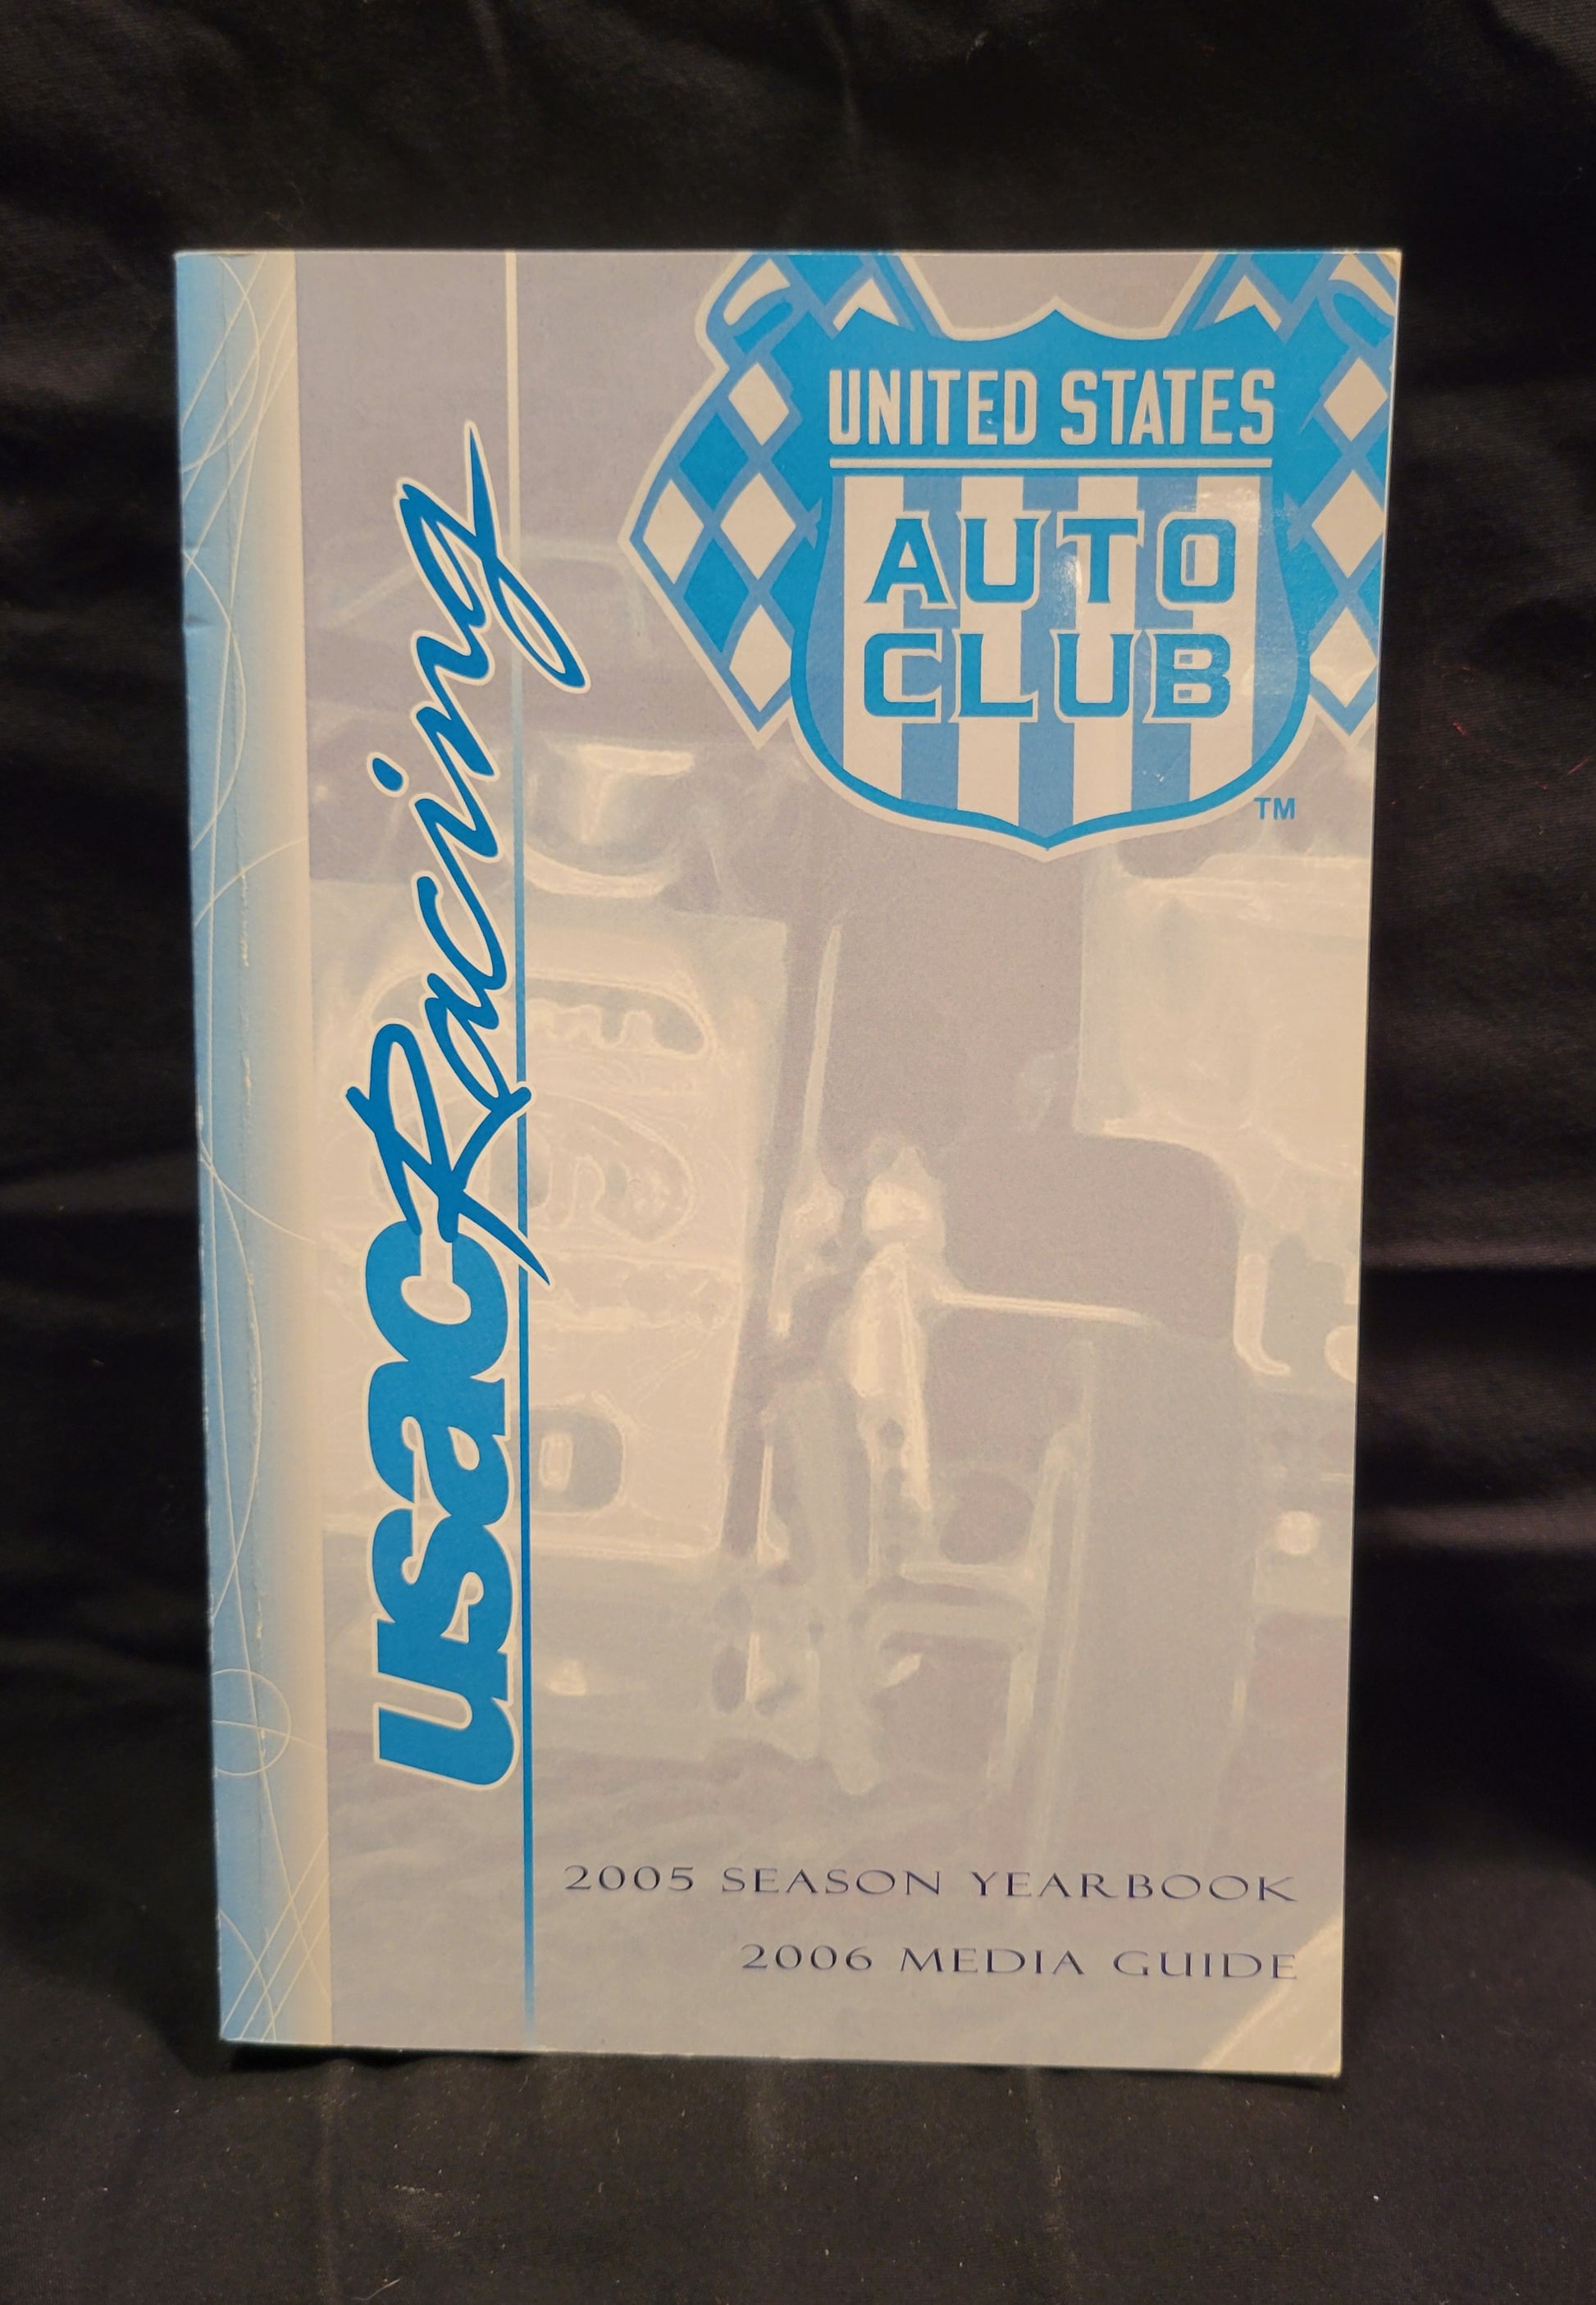 UNITED STATES
AUTO
CLUB
TM
usac Racing
2005 SEASON YEARBOOK
2006 MEDIA GUIDE